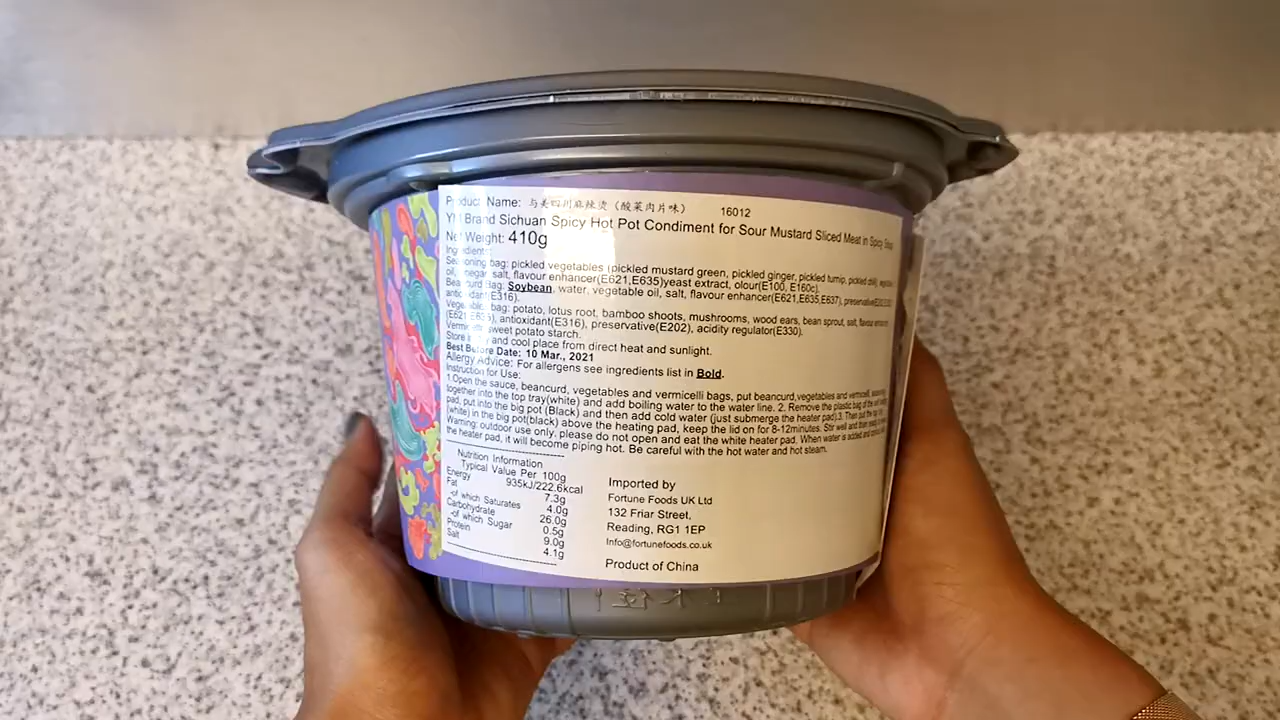 Product Name: 与美四川麻辣烫（酸菜肉片味） 16012
YM Brand Sichuan Spicy Hot Pot Condiment for Sour Mustard Sliced Meat in Spicy
Net Weight: 410g
Ingredients:
Seasoning bag: pickled vegetables (pickled mustard green, pickled ginger, pickled turnip, pickled chili),
oil, vinegar, salt, flavour enhancer(E621,E635)yeast extract, olour(E100, E160c).
Beancurd Bag: Soybean, water, vegetable oil, salt, flavour enhancer(E621,E635,E637),
antioxidant(E316).
Vegetable bag: potato, lotus root, bamboo shoots, mushrooms, wood ears, bean sprout, salt, flavour
(E621,E635), antioxidant(E316), preservative(E202), acidity regulator(E330).
Vermicelli: sweet potato starch.
Store in dry and cool place from direct heat and sunlight.
Best Before Date: 10 Mar., 2021
Allergy Advice: For allergens see ingredients list in Bold.
Instruction for Use:
1.Open the sauce, beancurd, vegetables and vermicelli bags, put beancurd,vegetables and vermicelli,
together into the top tray(white) and add boiling water to the water line. 2. Remove the plastic bag of the
pad, put into the big pot (Black) and then add cold water (just submerge the heater pad).3. Then put the
(white) in the big pot(black) above the heating pad, keep the lid on for 8-12minutes. Stir well and then
Warning: outdoor use only, please do not open and eat the white heater pad. When water is added and
the heater pad, it will become piping hot. Be careful with the hot water and hot steam.
Nutrition Information
Typical Value Per 100g
Energy 935kJ/222.6kcal
Fat 7.3g
-of which Saturates 4.0g
Carbohydrate 26.0g
-of which Sugar 0.5g
Protein 9.0g
Salt 4.1g
Imported by
Fortune Foods UK Ltd
132 Friar Street,
Reading, RG1 1EP
Info@fortunefoods.co.uk
Product of China